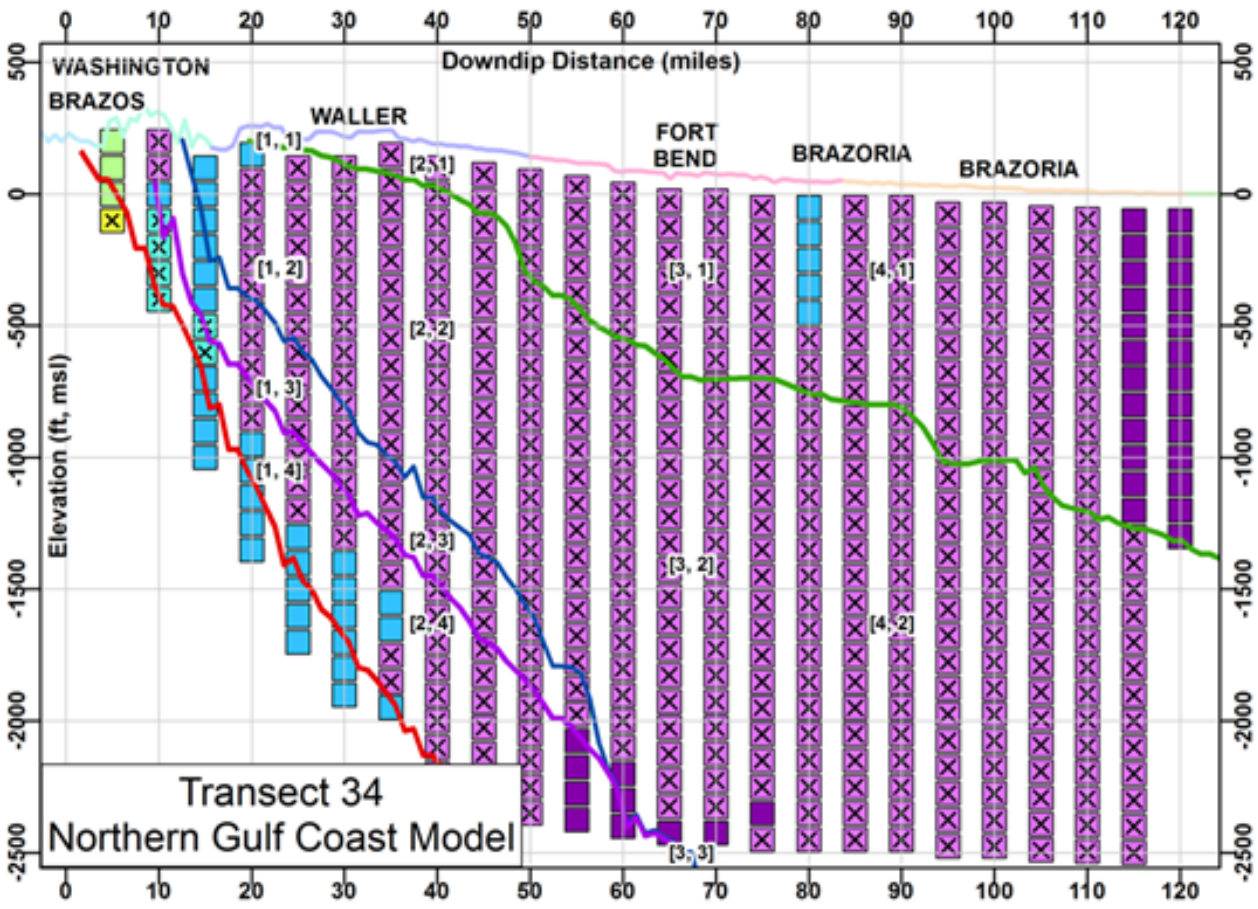 0 10 20 30 40 50 60 70 80 90 100 110 120
Downdip Distance (miles)
500 500
WASHINGTON
BRAZOS
WALLER
FORT
BEND
BRAZORIA
BRAZORIA
[1, 1]
[2, 1]
0 0
[1, 2]
[3, 1]
[4, 1]
-500 -500
[2, 2]
[1, 3]
Elevation (ft, msl)
-1000 -1000
[1, 4]
[2, 3]
[3, 2]
-1500 -1500
[2, 4]
[4, 2]
-2000 -2000
Transect 34
Northern Gulf Coast Model
-2500 -2500
[3, 3]
0 10 20 30 40 50 60 70 80 90 100 110 120